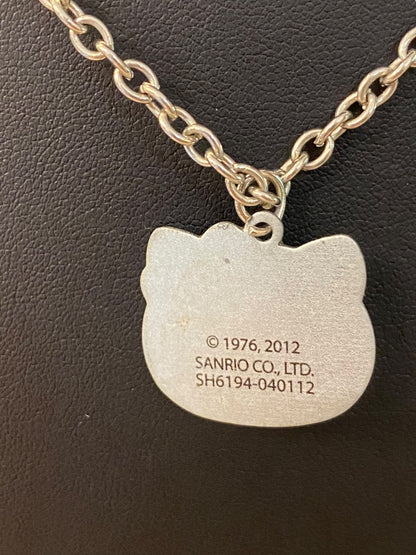 © 1976, 2012
SANRIO CO., LTD.
SH6194-040112